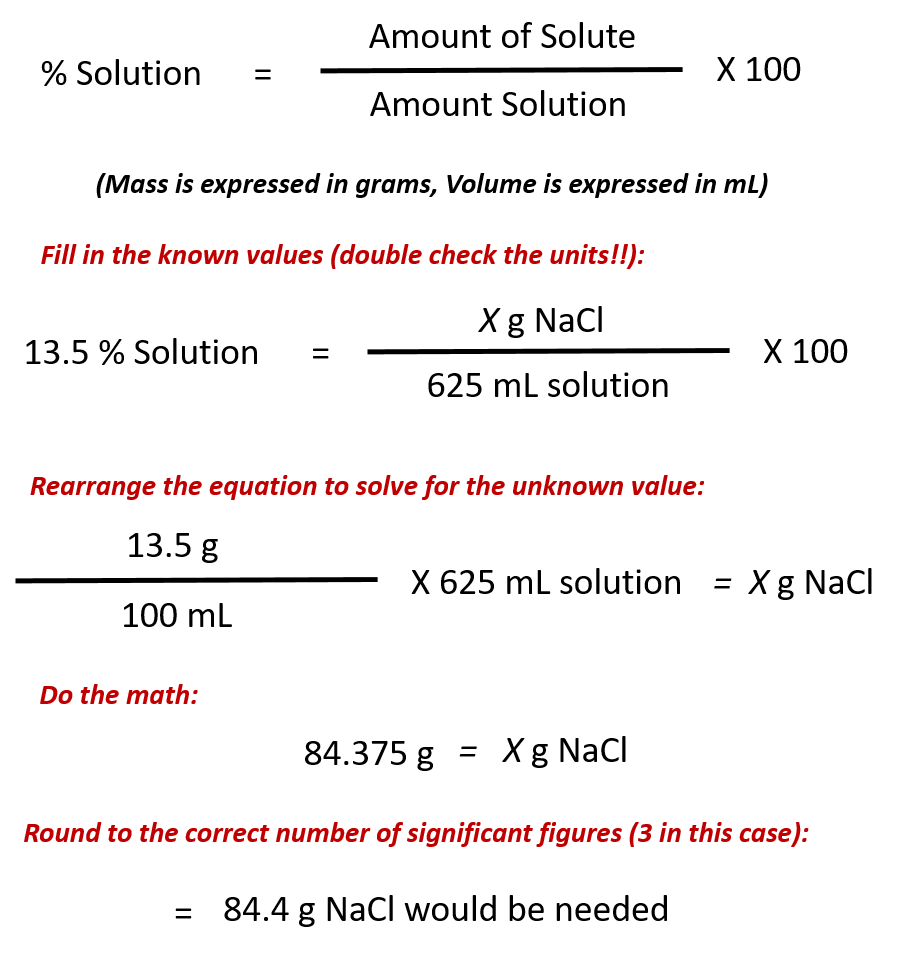 Amount of Solute
% Solution = X 100
Amount Solution
(Mass is expressed in grams, Volume is expressed in mL)
Fill in the known values (double check the units!!):
X g NaCl
13.5 % Solution = X 100
625 mL solution
Rearrange the equation to solve for the unknown value:
13.5 g
X 625 mL solution = X g NaCl
100 mL
Do the math:
84.375 g = X g NaCl
Round to the correct number of significant figures (3 in this case):
= 84.4 g NaCl would be needed